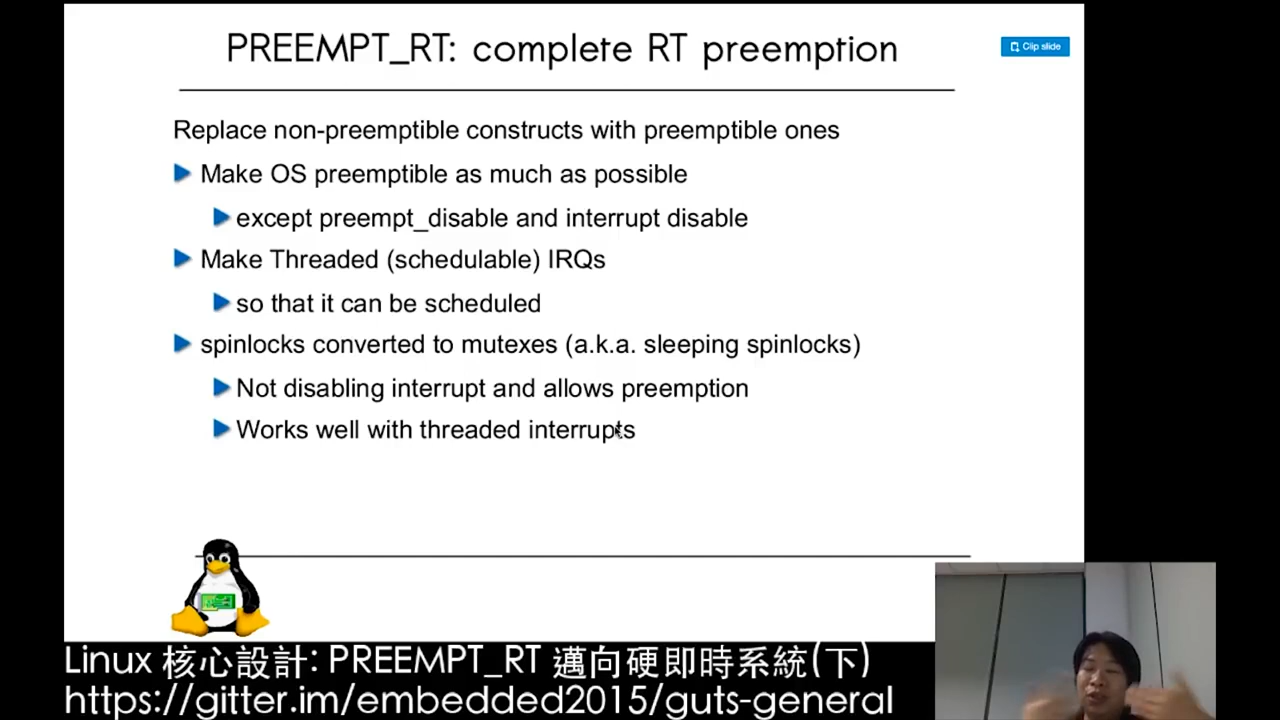 PREEMPT_RT: complete RT preemption
Clip slide
Replace non-preemptible constructs with preemptible ones
Make OS preemptible as much as possible
except preempt_disable and interrupt disable
Make Threaded (schedulable) IRQs
so that it can be scheduled
spinlocks converted to mutexes (a.k.a. sleeping spinlocks)
Not disabling interrupt and allows preemption
Works well with threaded interrupts
Linux 核心設計: PREEMPT_RT 邁向硬即時系統(下)
https://gitter.im/embedded2015/guts-general